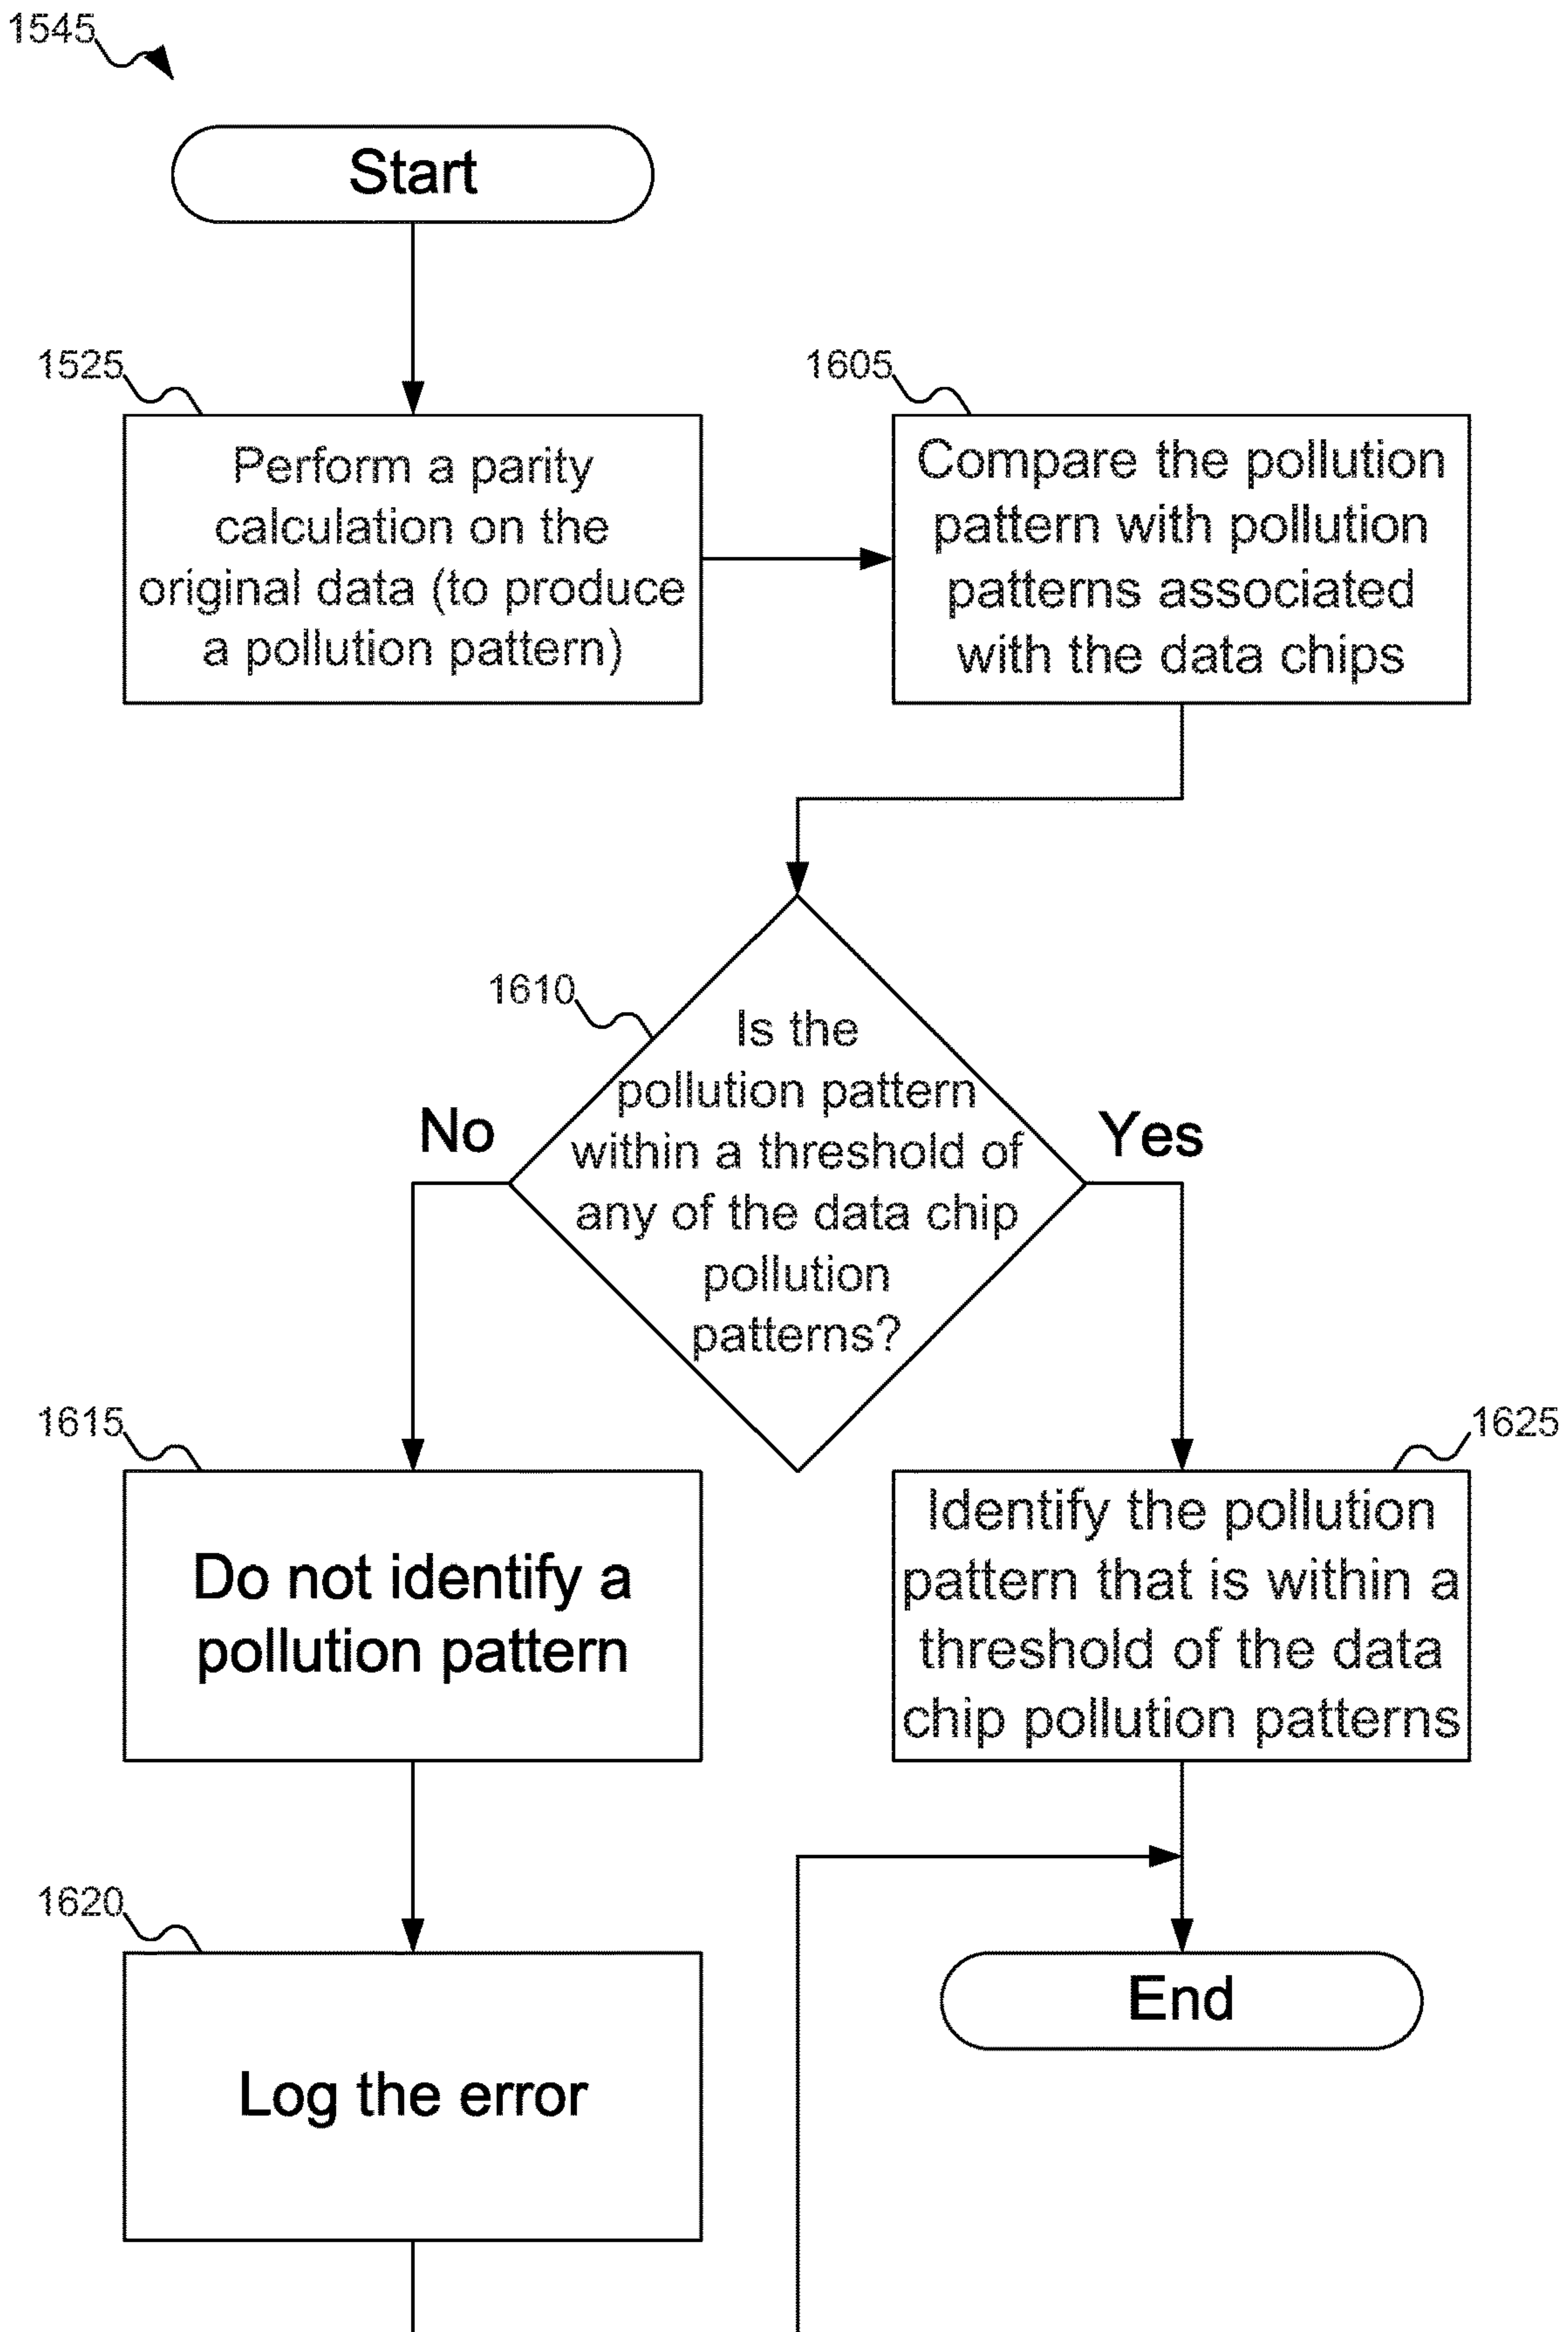 1545
Start
1525
Perform a parity
calculation on the
original data (to produce
a pollution pattern)
1605
Compare the pollution
pattern with pollution
patterns associated
with the data chips
1610
Is the
pollution pattern
within a threshold of
any of the data chip
pollution
patterns?
No
Yes
1615
Do not identify a
pollution pattern
1625
Identify the pollution
pattern that is within a
threshold of the data
chip pollution patterns
1620
Log the error
End